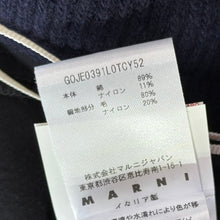 GOJE0391L0TCY52
本体 綿 89%
ナイロン 11%
編地部分 毛 80%
ナイロン 20%
株式会社マルニジャパン
東京都渋谷区恵比寿1-18-1
MARNI
イタリア製